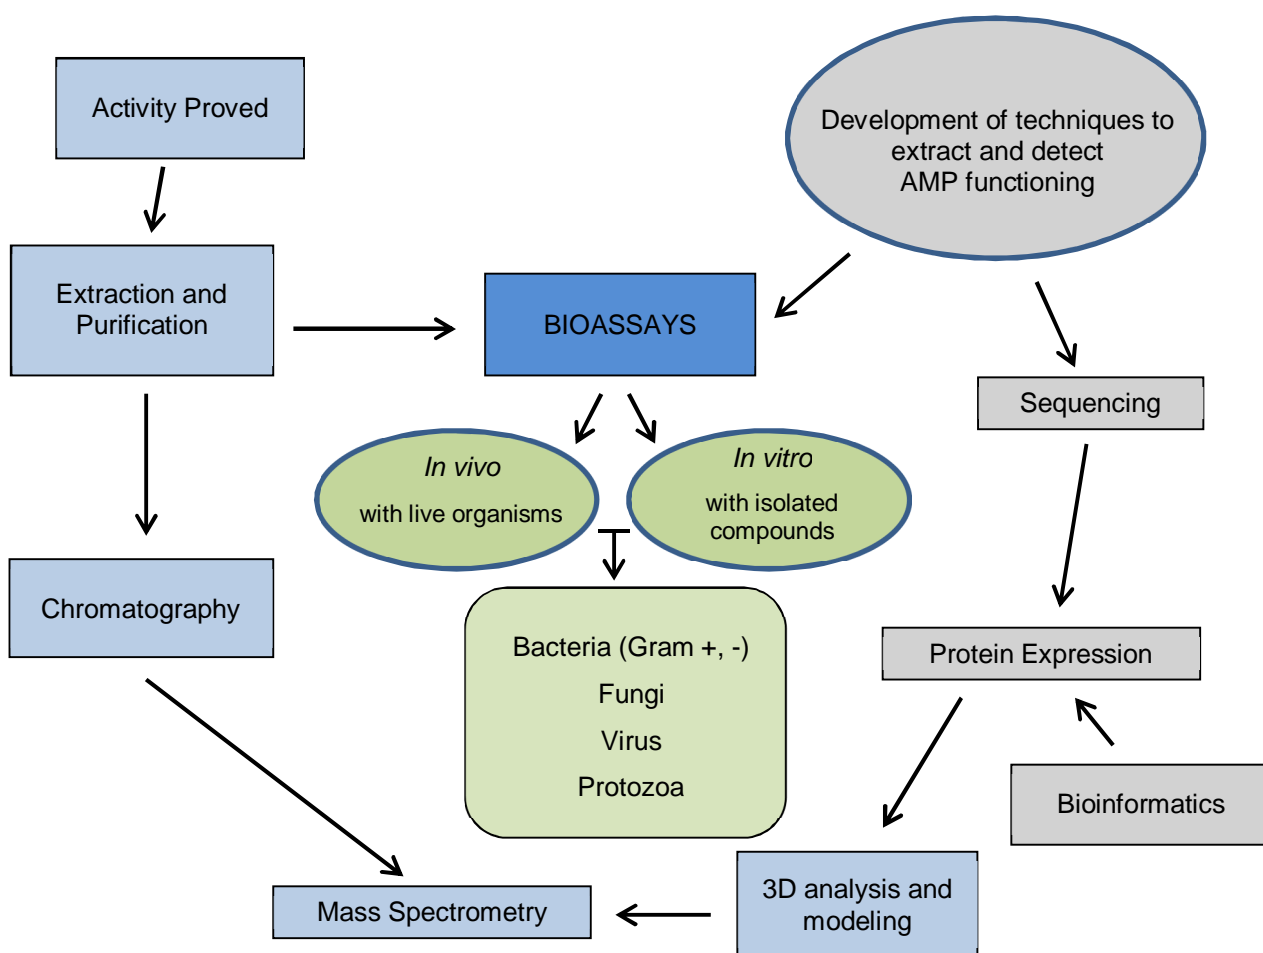 Activity Proved
Development of techniques to
extract and detect
AMP functioning
Extraction and
Purification
BIOASSAYS
Sequencing
In vivo
with live organisms
In vitro
with isolated
compounds
Chromatography
Bacteria (Gram +, -)
Fungi
Virus
Protozoa
Protein Expression
Bioinformatics
3D analysis and
modeling
Mass Spectrometry